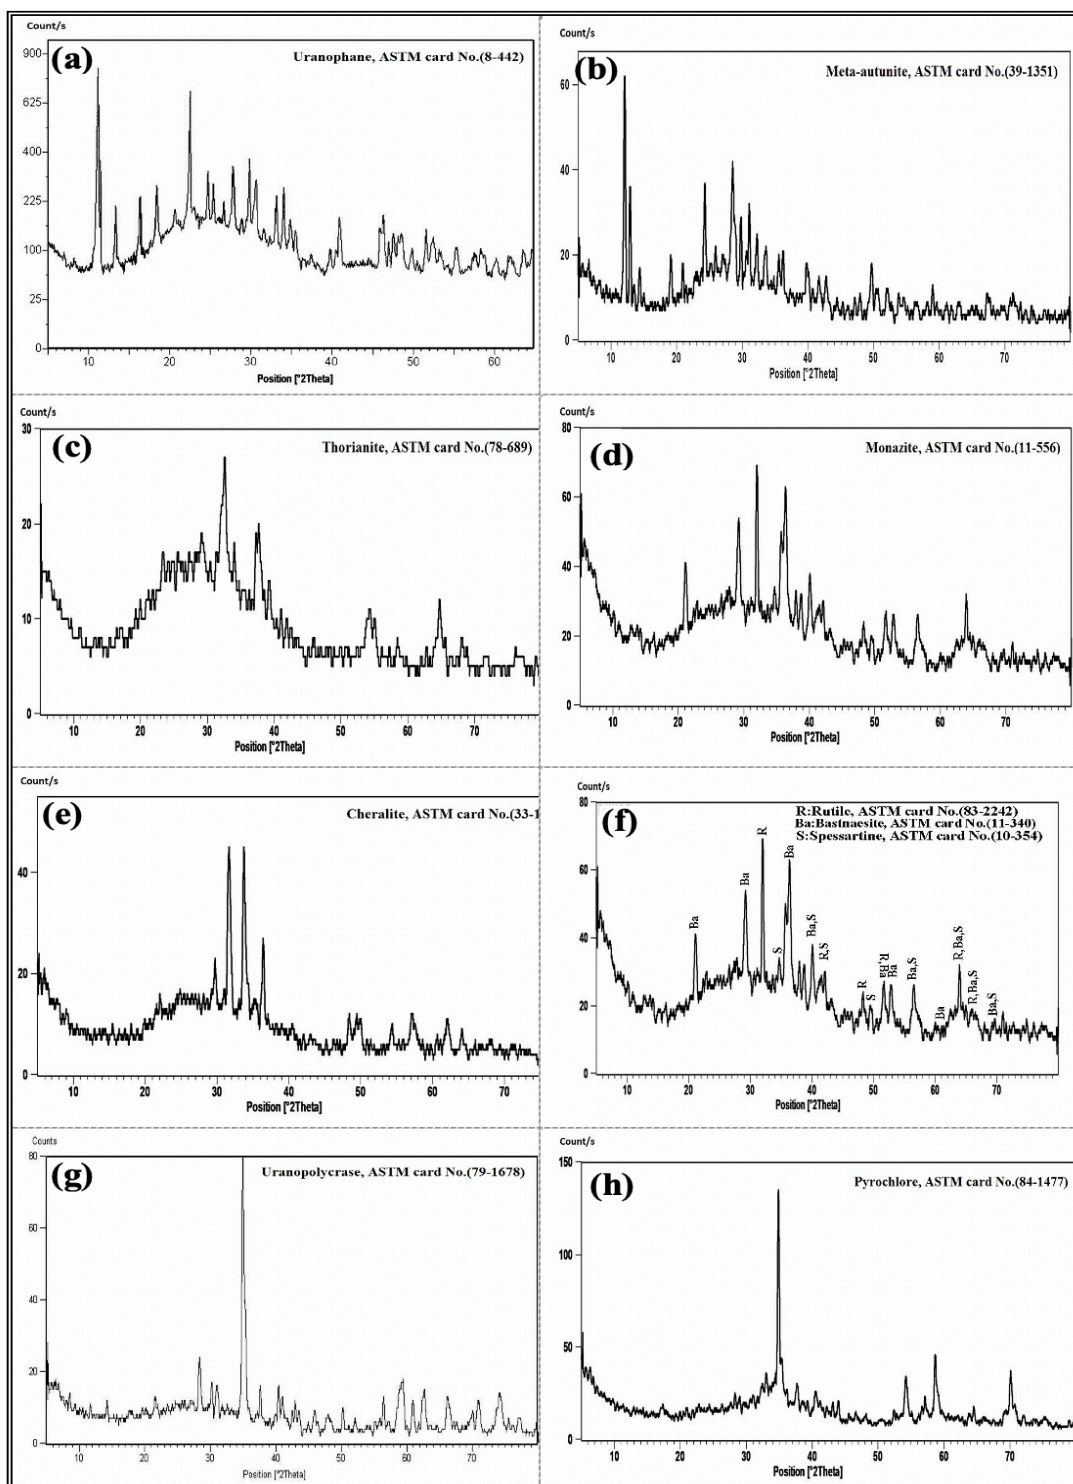 Count/s
(a)
Uranophane, ASTM card No.(8-442)
900
625
400
225
100
25
0
10 20 30 40 50 60
Position [°2Theta]
Count/s
(b)
Meta-autunite, ASTM card No.(39-1351)
60
40
20
0
10 20 30 40 50 60 70
Position [°2Theta]
Count/s
(c)
Thorianite, ASTM card No.(78-689)
30
20
10
0
10 20 30 40 50 60 70
Position [°2Theta]
Count/s
(d)
Monazite, ASTM card No.(11-556)
80
60
40
20
0
10 20 30 40 50 60 70
Position [°2Theta]
Count/s
(e)
Cheralite, ASTM card No.(33-1
40
20
0
10 20 30 40 50 60 70
Position [°2Theta]
Count/s
(f)
R:Rutile, ASTM card No.(83-2242)
Ba:Bastnaesite, ASTM card No.(11-340)
S:Spessartine, ASTM card No.(10-354)
80
60
40
20
0
Ba
Ba
R
S
Ba
Ba,S
R,S
R
S
R,Ba
Ba
Ba,S
Ba
R,Ba,S
R,Ba,S
Ba,S
10 20 30 40 50 60 70
Position [°2Theta]
Counts
(g)
Uranopolycrase, ASTM card No.(79-1678)
80
60
40
20
0
10 20 30 40 50 60 70
Position [°2Theta]
Count/s
(h)
Pyrochlore, ASTM card No.(84-1477)
150
100
50
0
10 20 30 40 50 60 70
Position [°2Theta]